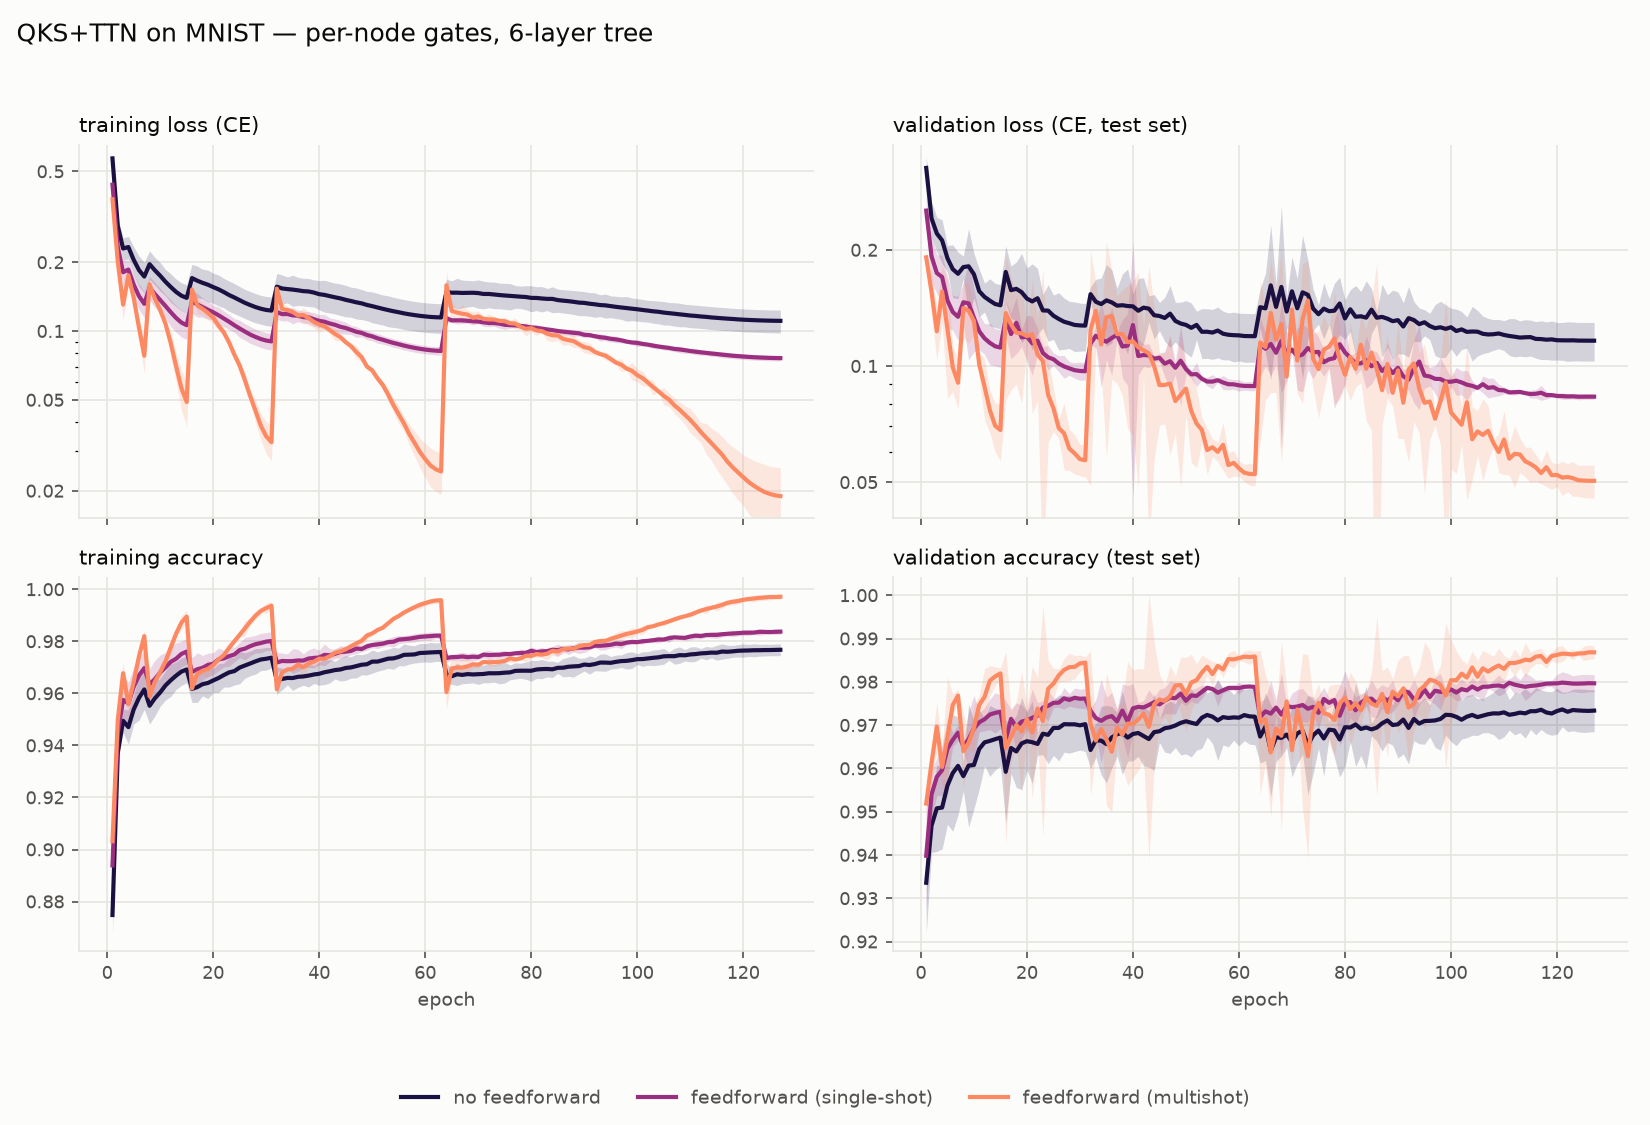 QKS+TTN on MNIST — per-node gates, 6-layer tree
training loss (CE)
0.5
0.2
0.1
0.05
0.02
validation loss (CE, test set)
0.2
0.1
0.05
training accuracy
1.00
0.98
0.96
0.94
0.92
0.90
0.88
0 20 40 60 80 100 120
epoch
validation accuracy (test set)
1.00
0.99
0.98
0.97
0.96
0.95
0.94
0.93
0.92
0 20 40 60 80 100 120
epoch
no feedforward feedforward (single-shot) feedforward (multishot)